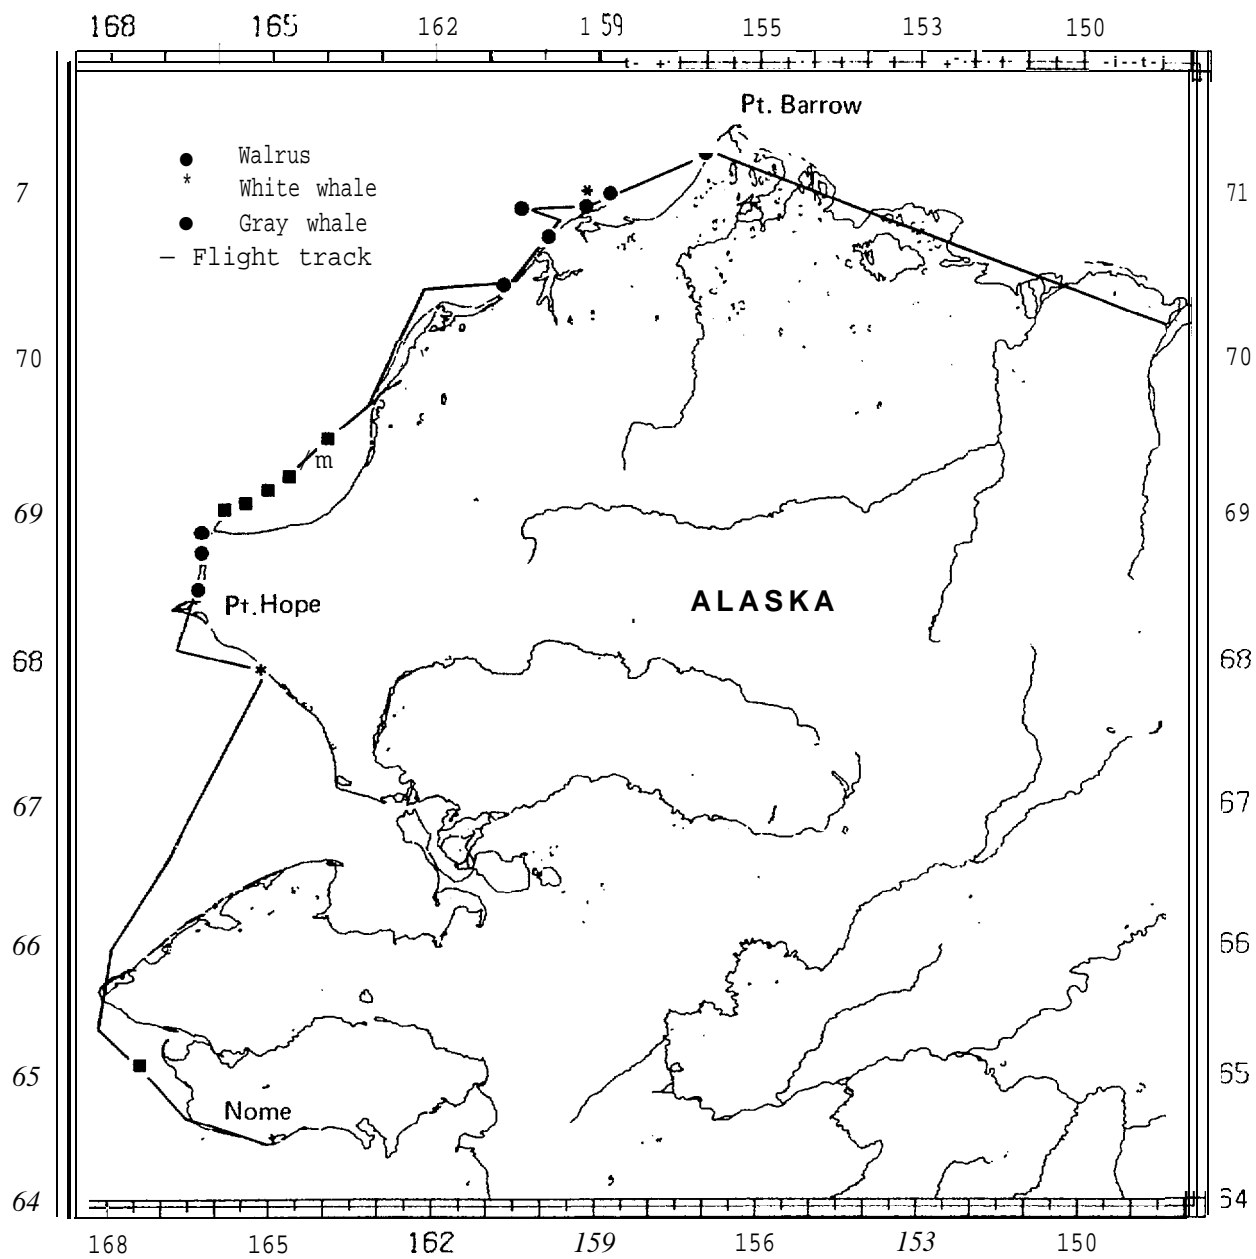 168 165 162 1 59 155 153 150
Pt. Barrow
● Walrus
* White whale
● Gray whale
— Flight track
7 71
70 70
m
69 69
Pt. Hope
ALASKA
68 68
67 67
66 66
65 65
Nome
64 54
168 165 162 159 156 153 150